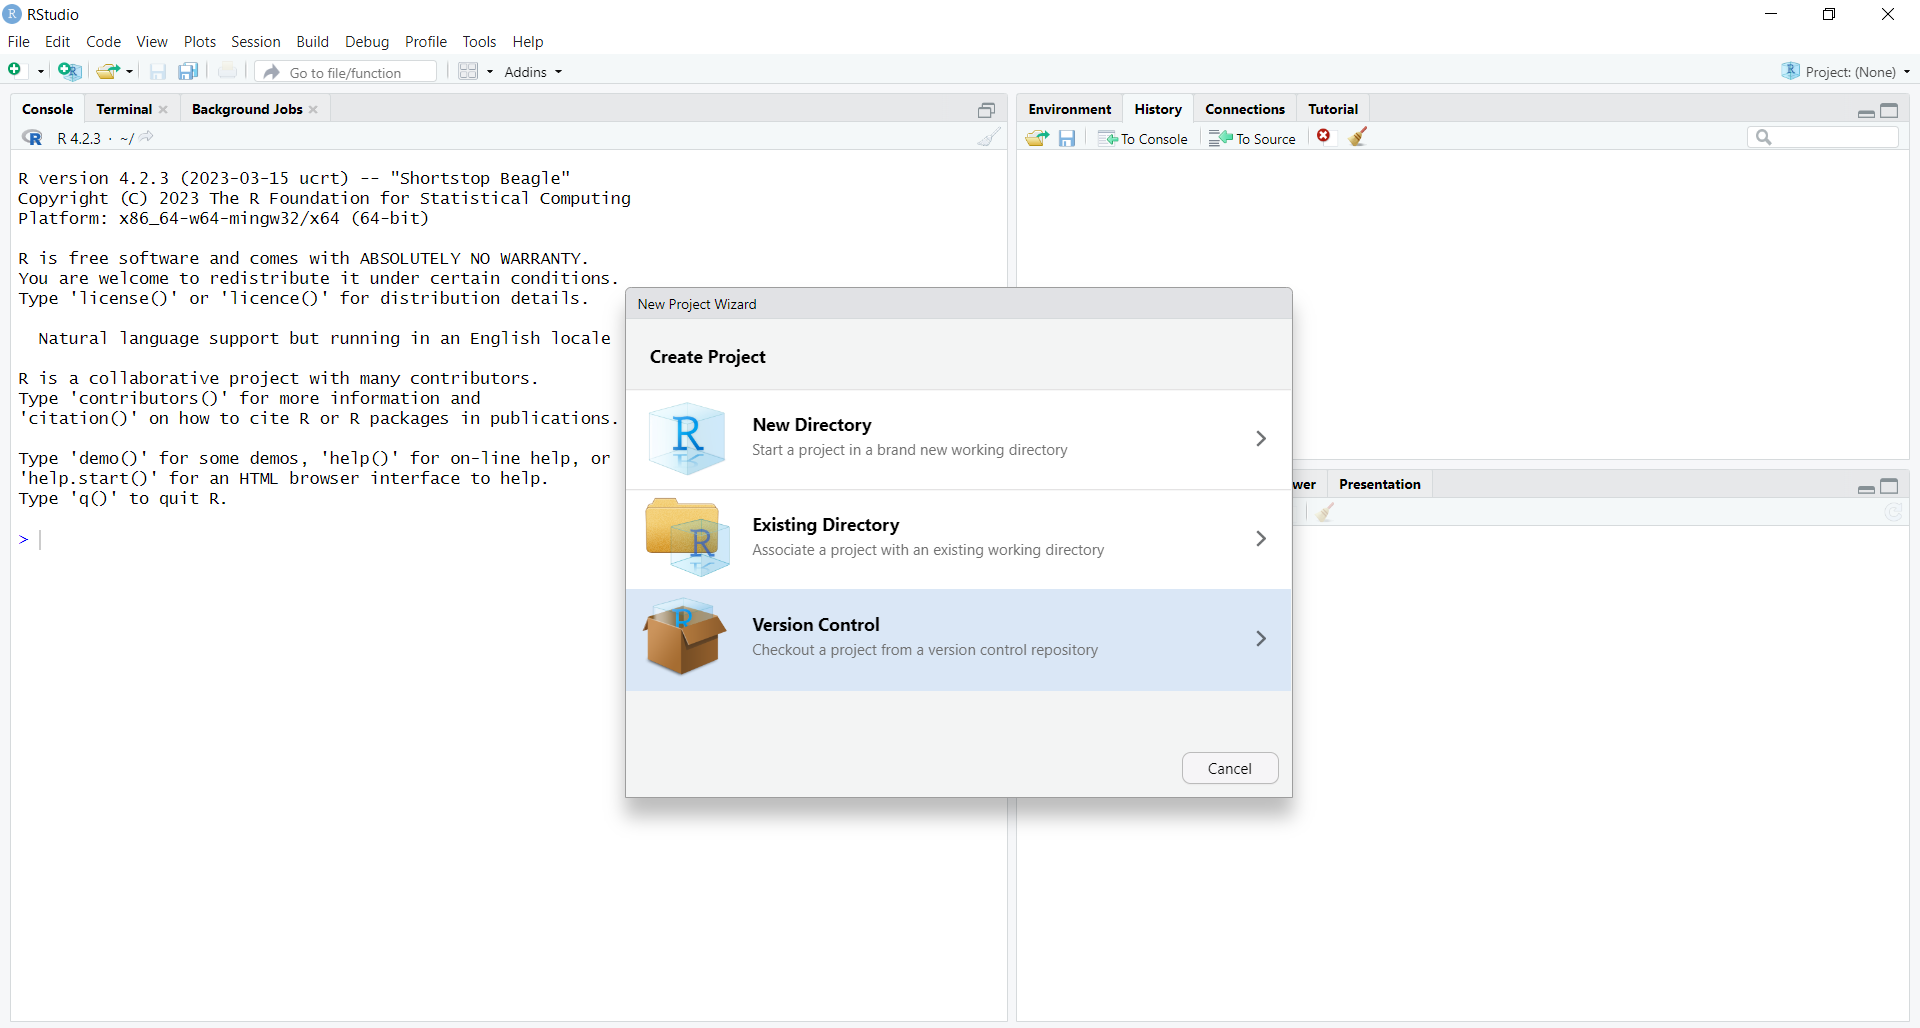 RStudio
File Edit Code View Plots Session Build Debug Profile Tools Help
Go to file/function
Addins
Project: (None)
Console Terminal Background Jobs
R 4.2.3 · ~/
R version 4.2.3 (2023-03-15 ucrt) -- "Shortstop Beagle"
Copyright (C) 2023 The R Foundation for Statistical Computing
Platform: x86_64-w64-mingw32/x64 (64-bit)
R is free software and comes with ABSOLUTELY NO WARRANTY.
You are welcome to redistribute it under certain conditions.
Type 'license()' or 'licence()' for distribution details.
Natural language support but running in an English locale
R is a collaborative project with many contributors.
Type 'contributors()' for more information and
'citation()' on how to cite R or R packages in publications.
Type 'demo()' for some demos, 'help()' for on-line help, or
'help.start()' for an HTML browser interface to help.
Type 'q()' to quit R.
>
Environment History Connections Tutorial
To Console To Source
wer Presentation
New Project Wizard
Create Project
New Directory
Start a project in a brand new working directory
Existing Directory
Associate a project with an existing working directory
Version Control
Checkout a project from a version control repository
Cancel